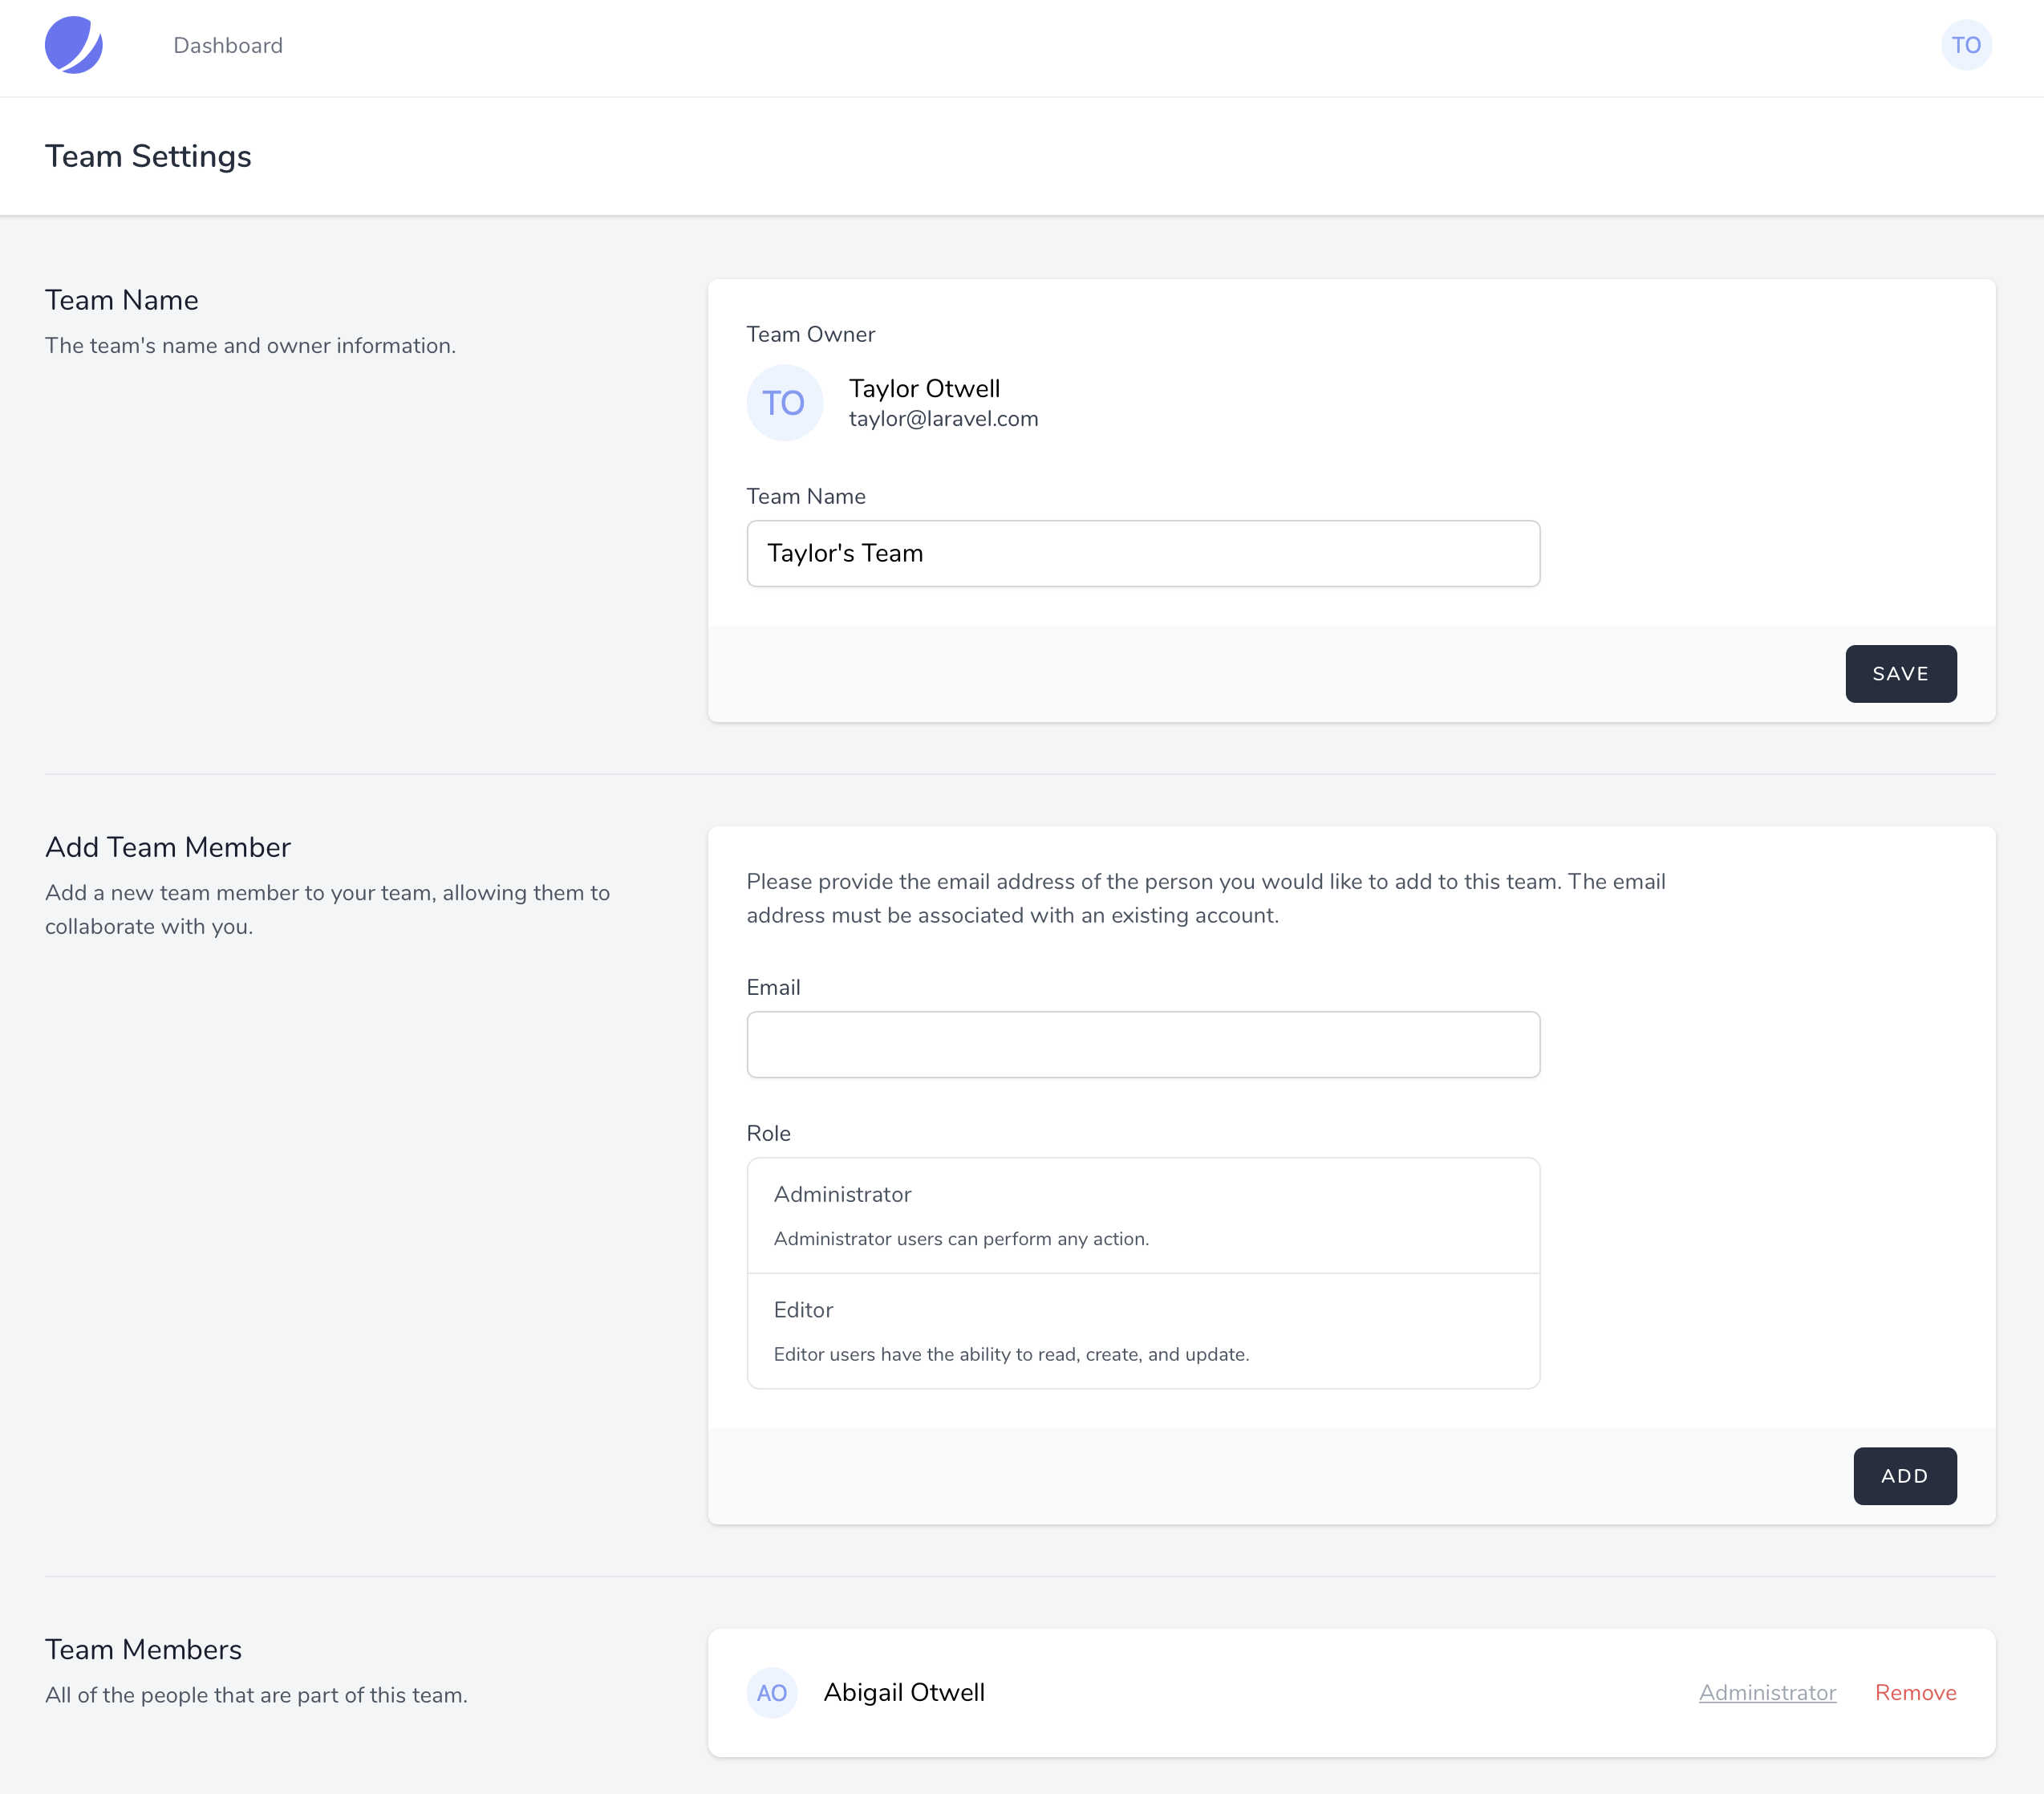 Dashboard
TO
Team Settings
Team Name
The team's name and owner information.
Team Owner
TO
Taylor Otwell
taylor@laravel.com
Team Name
Taylor's Team
SAVE
Add Team Member
Add a new team member to your team, allowing them to
collaborate with you.
Please provide the email address of the person you would like to add to this team. The email
address must be associated with an existing account.
Email
Role
Administrator
Administrator users can perform any action.
Editor
Editor users have the ability to read, create, and update.
ADD
Team Members
All of the people that are part of this team.
AO
Abigail Otwell
Administrator
Remove